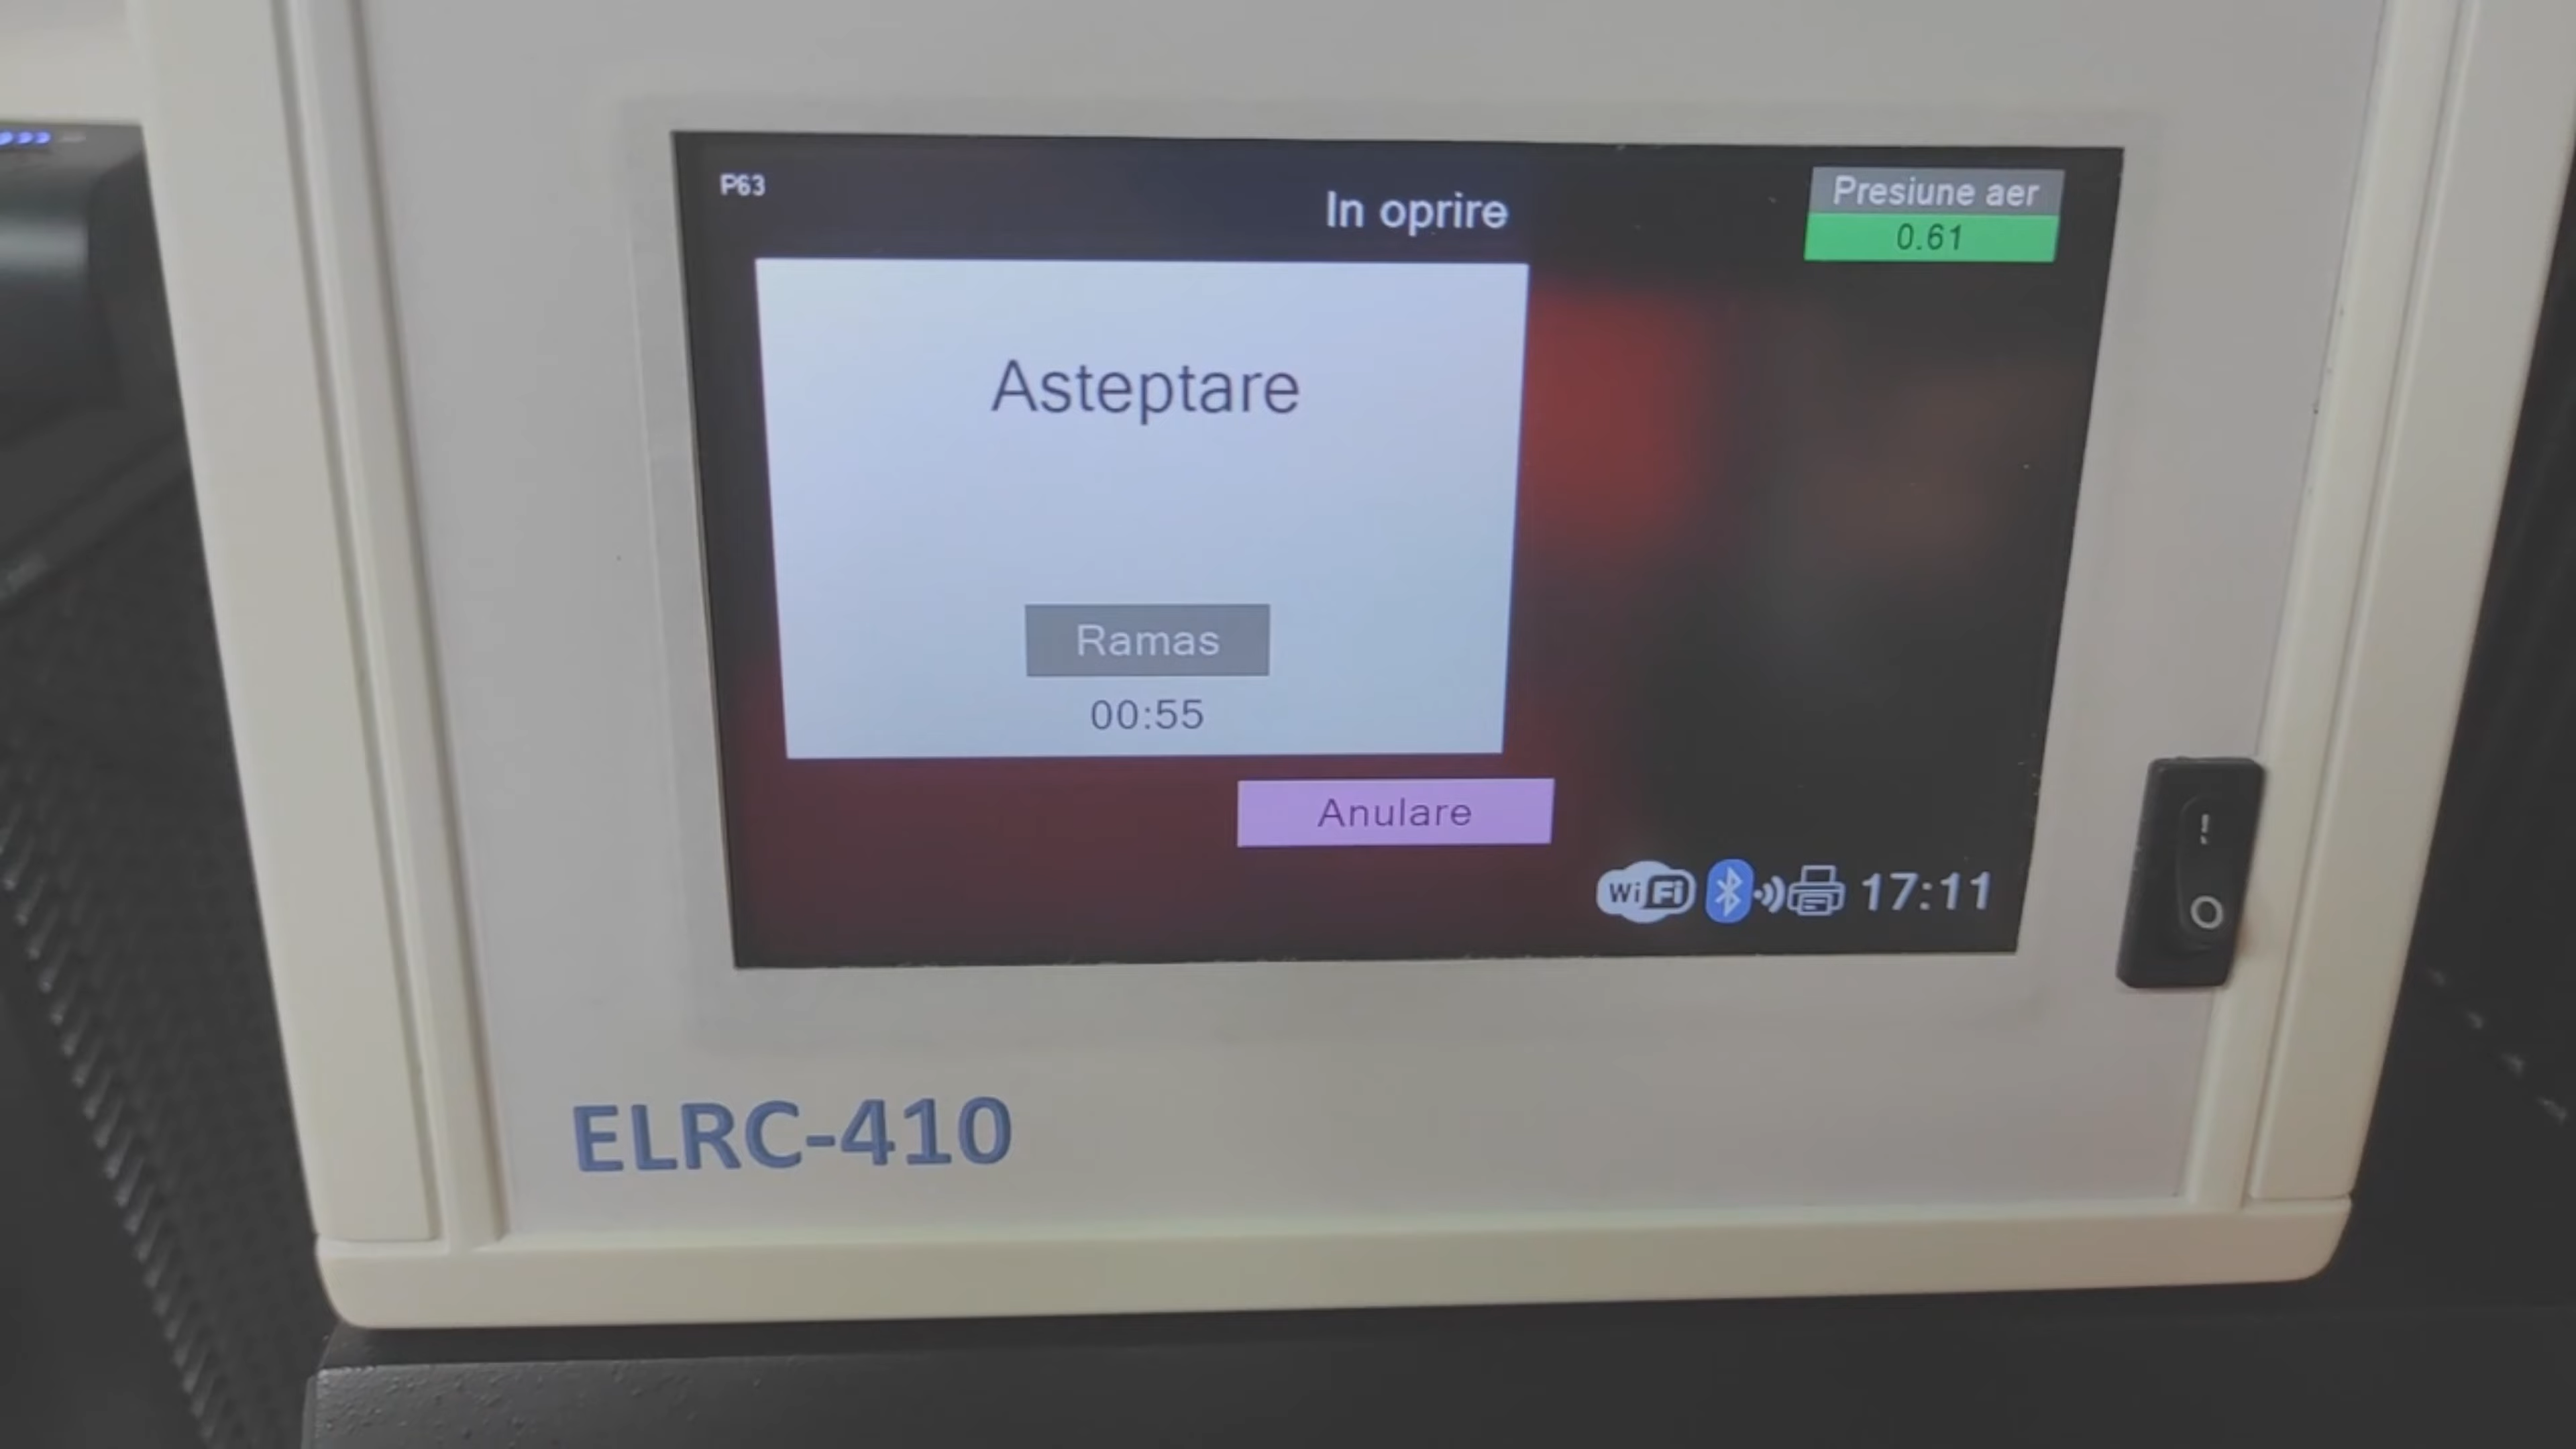 P63
In oprire
Presiune aer
0.61
Asteptare
Ramas
00:55
Anulare
WiFi
17:11
ELRC-410